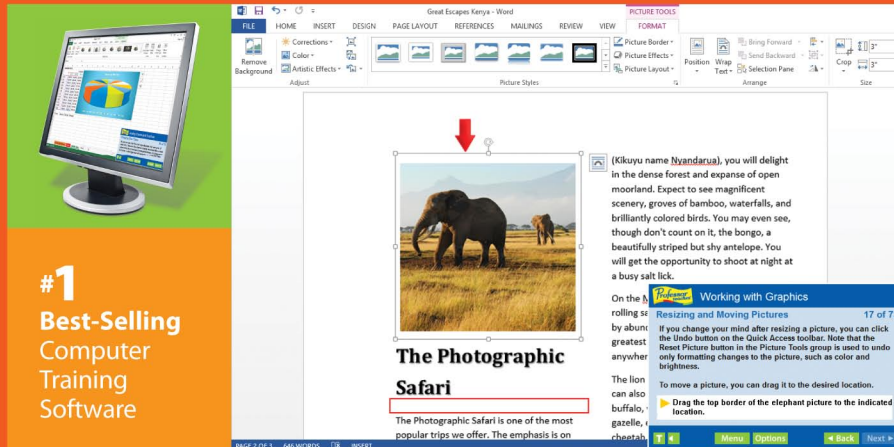 #1
Best-Selling
Computer
Training
Software
Great Escapes Kenya - Word
PICTURE TOOLS
FILE HOME INSERT DESIGN PAGE LAYOUT REFERENCES MAILINGS REVIEW VIEW FORMAT
Remove
Background
Corrections
Color
Artistic Effects
Adjust
Picture Styles
Picture Border
Picture Effects
Picture Layout
Position
Wrap
Text
Bring Forward
Send Backward
Selection Pane
Arrange
Crop
3"
3"
Size
(Kikuyu name Nyandarua), you will delight
in the dense forest and expanse of open
moorland. Expect to see magnificent
scenery, groves of bamboo, waterfalls, and
brilliantly colored birds. You may even see,
though don't count on it, the bongo, a
beautifully striped but shy antelope. You
will get the opportunity to shoot at night at
a busy salt lick.
On the
rolling
by
greatest
The lion
can also
buffalo,
gazelle,
cheetah
The Photographic
Safari
The Photographic Safari is one of the most
popular trips we offer. The emphasis is on
Professor Teaches
Working with Graphics
Resizing and Moving Pictures 17 of 7
If you change your mind after resizing a picture, you can click
the Undo button on the Quick Access toolbar. Note that the
Reset Picture button in the Picture Tools group is used to undo
only formatting changes to the picture, such as color and
brightness.
To move a picture, you can drag it to the desired location.
Drag the top border of the elephant picture to the indicated
location.
T Menu Options Back Next
PAGE 2 OF 3 646 WORDS INSERT